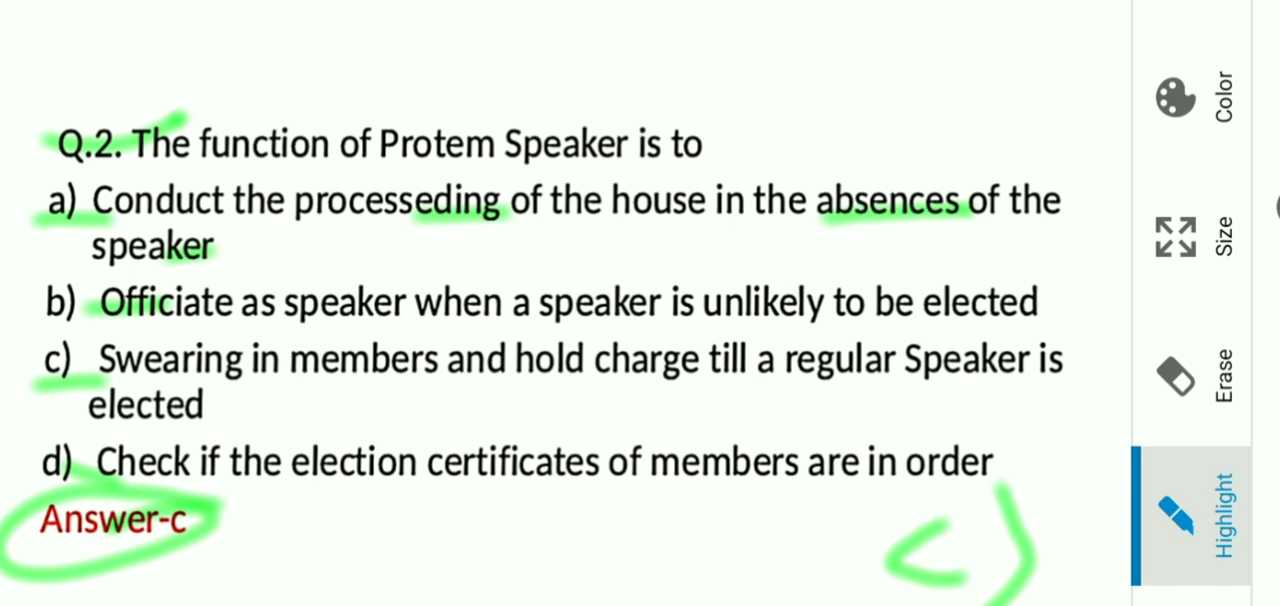 Q.2. The function of Protem Speaker is to
a) Conduct the processeding of the house in the absences of the
speaker
b) Officiate as speaker when a speaker is unlikely to be elected
c) Swearing in members and hold charge till a regular Speaker is
elected
d) Check if the election certificates of members are in order
Answer-c
c)
Color
Size
Erase
Highlight